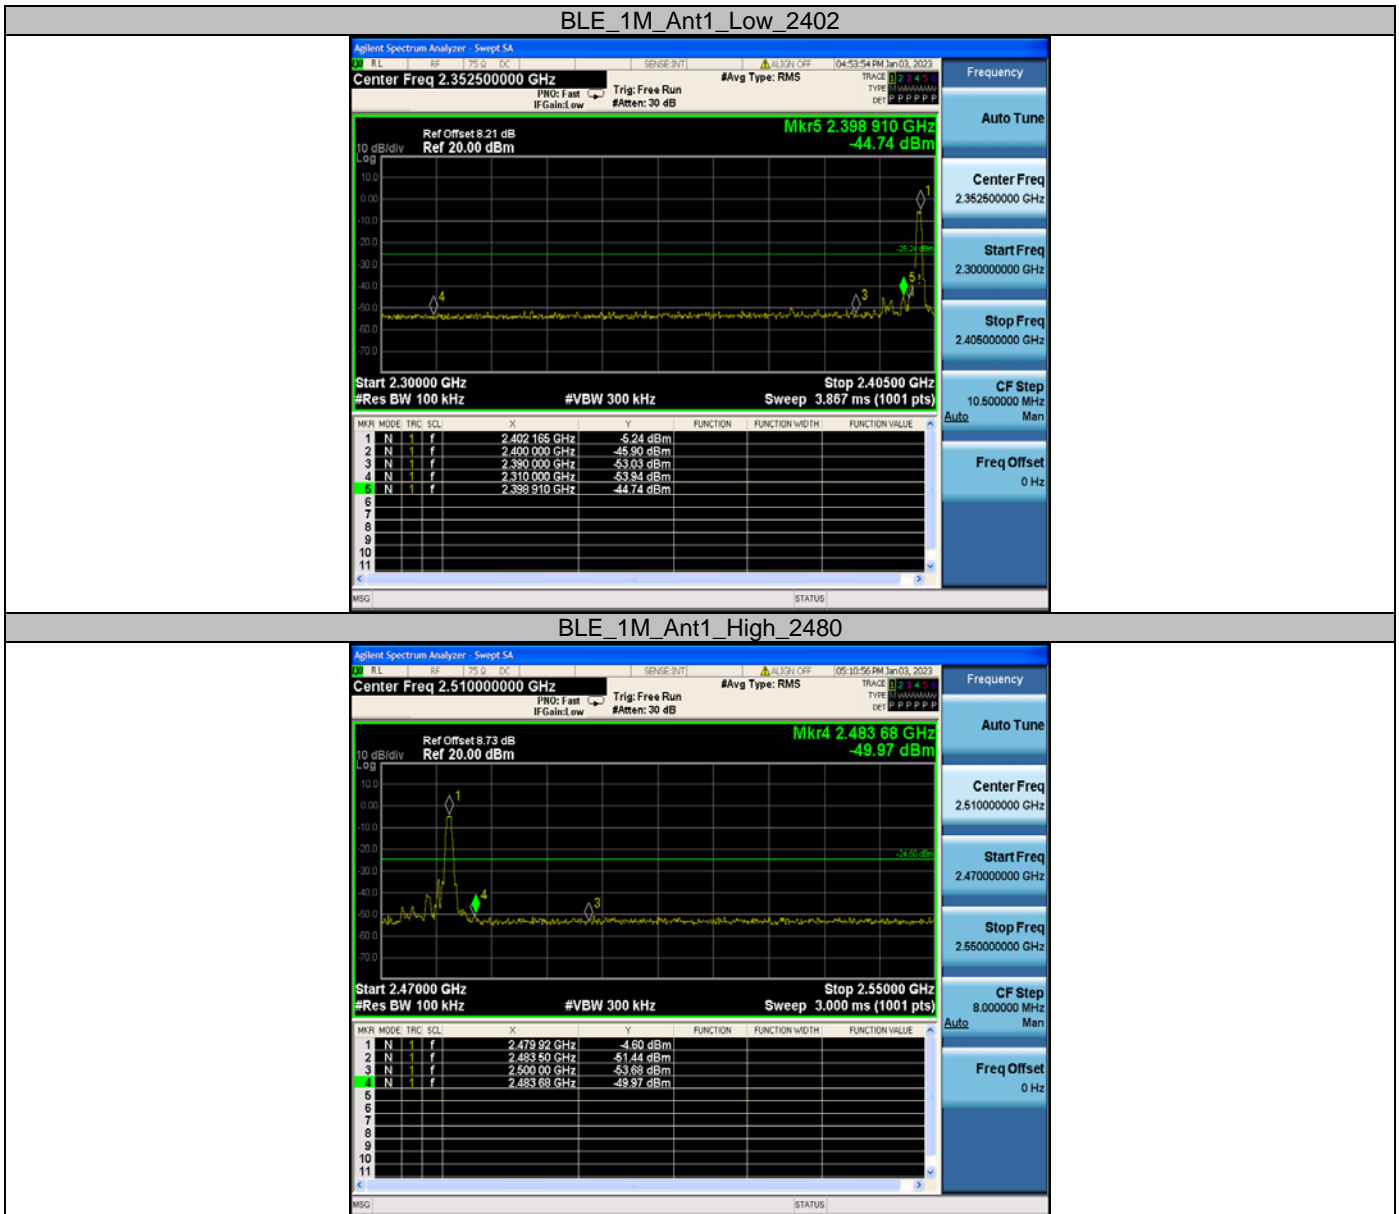 BLE_1M_Ant1_Low_2402
Agilent Spectrum Analyzer - Swept SA
RL RF 75 Ω DC SENSE:INT ALIGN OFF 04:53:54 PM Jan 03, 2023
Center Freq 2.352500000 GHz #Avg Type: RMS TRACE 1 2 3 4 5 6
PNO: Fast Trig: Free Run TYPE M WWWWW
IFGain:Low #Atten: 30 dB DET P P P P P P
Frequency
Auto Tune
Mkr5 2.398 910 GHz
-44.74 dBm
Ref Offset 8.21 dB
10 dB/div Ref 20.00 dBm
Log
10.0
0.00
-10.0
-20.0
-30.0
-40.0
-50.0
-60.0
-70.0
-25.24 dBm
1
5
3
4
Center Freq
2.352500000 GHz
Start Freq
2.300000000 GHz
Stop Freq
2.405000000 GHz
CF Step
10.500000 MHz
Auto Man
Freq Offset
0 Hz
Start 2.30000 GHz Stop 2.40500 GHz
#Res BW 100 kHz #VBW 300 kHz Sweep 3.867 ms (1001 pts)
MKR MODE TRC SCL X Y FUNCTION FUNCTION WIDTH FUNCTION VALUE
1 N 1 f 2.402 165 GHz -5.24 dBm
2 N 1 f 2.400 000 GHz -45.90 dBm
3 N 1 f 2.390 000 GHz -53.03 dBm
4 N 1 f 2.310 000 GHz -53.94 dBm
5 N 1 f 2.398 910 GHz -44.74 dBm
6
7
8
9
10
11
MSG STATUS
BLE_1M_Ant1_High_2480
Agilent Spectrum Analyzer - Swept SA
RL RF 75 Ω DC SENSE:INT ALIGN OFF 05:10:56 PM Jan 03, 2023
Center Freq 2.510000000 GHz #Avg Type: RMS TRACE 1 2 3 4 5 6
PNO: Fast Trig: Free Run TYPE M WWWWW
IFGain:Low #Atten: 30 dB DET P P P P P P
Frequency
Auto Tune
Mkr4 2.483 68 GHz
-49.97 dBm
Ref Offset 8.73 dB
10 dB/div Ref 20.00 dBm
Log
10.0
0.00
-10.0
-20.0
-30.0
-40.0
-50.0
-60.0
-70.0
-24.60 dBm
1
4
3
Center Freq
2.510000000 GHz
Start Freq
2.470000000 GHz
Stop Freq
2.550000000 GHz
CF Step
8.000000 MHz
Auto Man
Freq Offset
0 Hz
Start 2.47000 GHz Stop 2.55000 GHz
#Res BW 100 kHz #VBW 300 kHz Sweep 3.000 ms (1001 pts)
MKR MODE TRC SCL X Y FUNCTION FUNCTION WIDTH FUNCTION VALUE
1 N 1 f 2.479 92 GHz -4.60 dBm
2 N 1 f 2.483 50 GHz -51.44 dBm
3 N 1 f 2.500 00 GHz -53.68 dBm
4 N 1 f 2.483 68 GHz -49.97 dBm
5
6
7
8
9
10
11
MSG STATUS